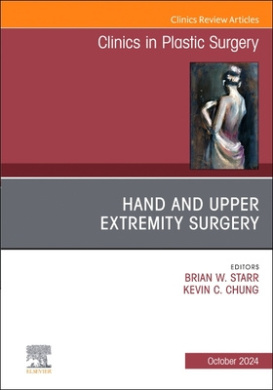 Clinics Review Articles
Clinics in Plastic Surgery
HAND AND UPPER
EXTREMITY SURGERY
EDITORS
BRIAN W. STARR
KEVIN C. CHUNG
ELSEVIER
October 2024